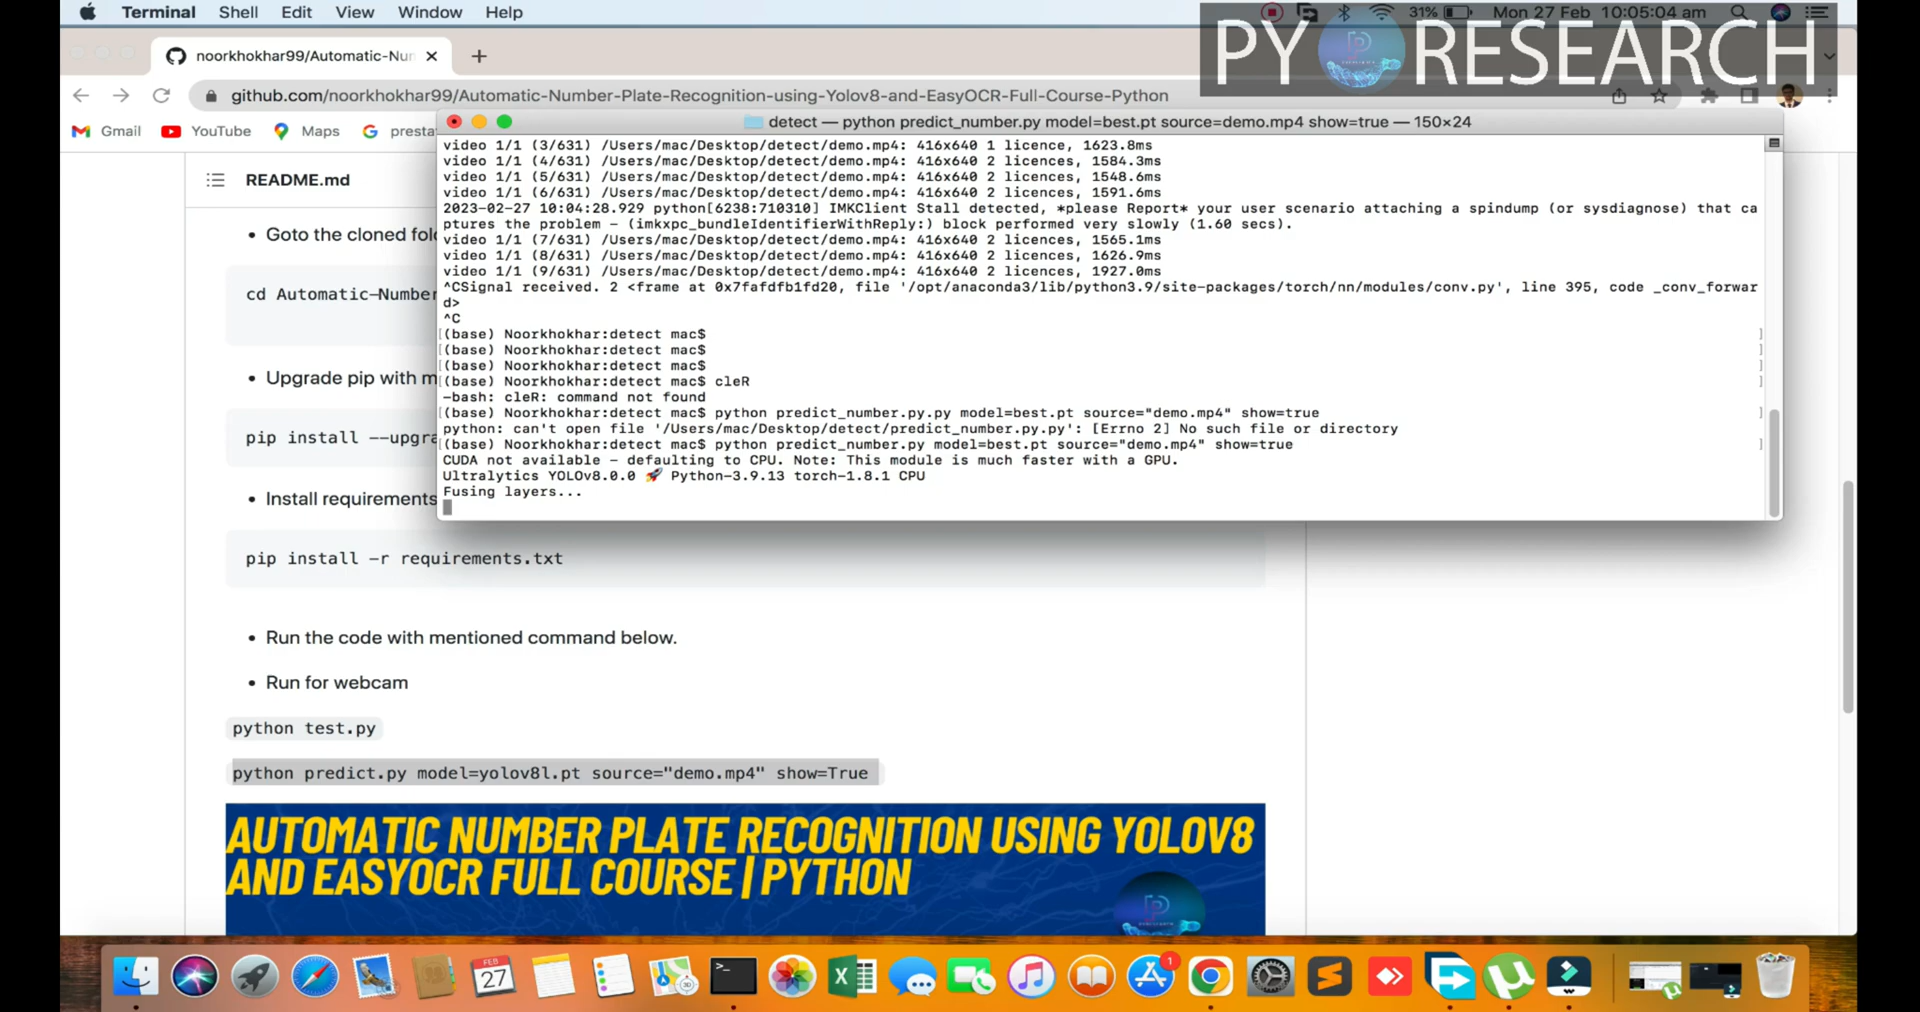 Terminal Shell Edit View Window Help
31% Mon 27 Feb 10:05:04 am
PY RESEARCH
noorkhokhar99/Automatic-Nun
github.com/noorkhokhar99/Automatic-Number-Plate-Recognition-using-Yolov8-and-EasyOCR-Full-Course-Python
Gmail YouTube Maps presta
detect — python predict_number.py model=best.pt source=demo.mp4 show=true — 150×24
video 1/1 (3/631) /Users/mac/Desktop/detect/demo.mp4: 416x640 1 licence, 1623.8ms
video 1/1 (4/631) /Users/mac/Desktop/detect/demo.mp4: 416x640 2 licences, 1584.3ms
video 1/1 (5/631) /Users/mac/Desktop/detect/demo.mp4: 416x640 2 licences, 1548.6ms
video 1/1 (6/631) /Users/mac/Desktop/detect/demo.mp4: 416x640 2 licences, 1591.6ms
2023-02-27 10:04:28.929 python[6238:710310] IMKClient Stall detected, *please Report* your user scenario attaching a spindump (or sysdiagnose) that ca
ptures the problem - (imkxpc_bundleIdentifierWithReply:) block performed very slowly (1.60 secs).
video 1/1 (7/631) /Users/mac/Desktop/detect/demo.mp4: 416x640 2 licences, 1565.1ms
video 1/1 (8/631) /Users/mac/Desktop/detect/demo.mp4: 416x640 2 licences, 1626.9ms
video 1/1 (9/631) /Users/mac/Desktop/detect/demo.mp4: 416x640 2 licences, 1927.0ms
^CSignal received. 2 <frame at 0x7fafdfb1fd20, file '/opt/anaconda3/lib/python3.9/site-packages/torch/nn/modules/conv.py', line 395, code _conv_forwar
d>
^C
[(base) Noorkhokhar:detect mac$ ]
[(base) Noorkhokhar:detect mac$ ]
[(base) Noorkhokhar:detect mac$ ]
[(base) Noorkhokhar:detect mac$ cleR ]
-bash: cleR: command not found
[(base) Noorkhokhar:detect mac$ python predict_number.py.py model=best.pt source="demo.mp4" show=true ]
python: can't open file '/Users/mac/Desktop/detect/predict_number.py.py': [Errno 2] No such file or directory
[(base) Noorkhokhar:detect mac$ python predict_number.py model=best.pt source="demo.mp4" show=true ]
CUDA not available - defaulting to CPU. Note: This module is much faster with a GPU.
Ultralytics YOLOv8.0.0 🚀 Python-3.9.13 torch-1.8.1 CPU
Fusing layers...
README.md
• Goto the cloned fol
cd Automatic-Number
• Upgrade pip with m
pip install --upgra
• Install requirements
pip install -r requirements.txt
• Run the code with mentioned command below.
• Run for webcam
python test.py
python predict.py model=yolov8l.pt source="demo.mp4" show=True
AUTOMATIC NUMBER PLATE RECOGNITION USING YOLOV8
AND EASYOCR FULL COURSE | PYTHON
FEB
27
1